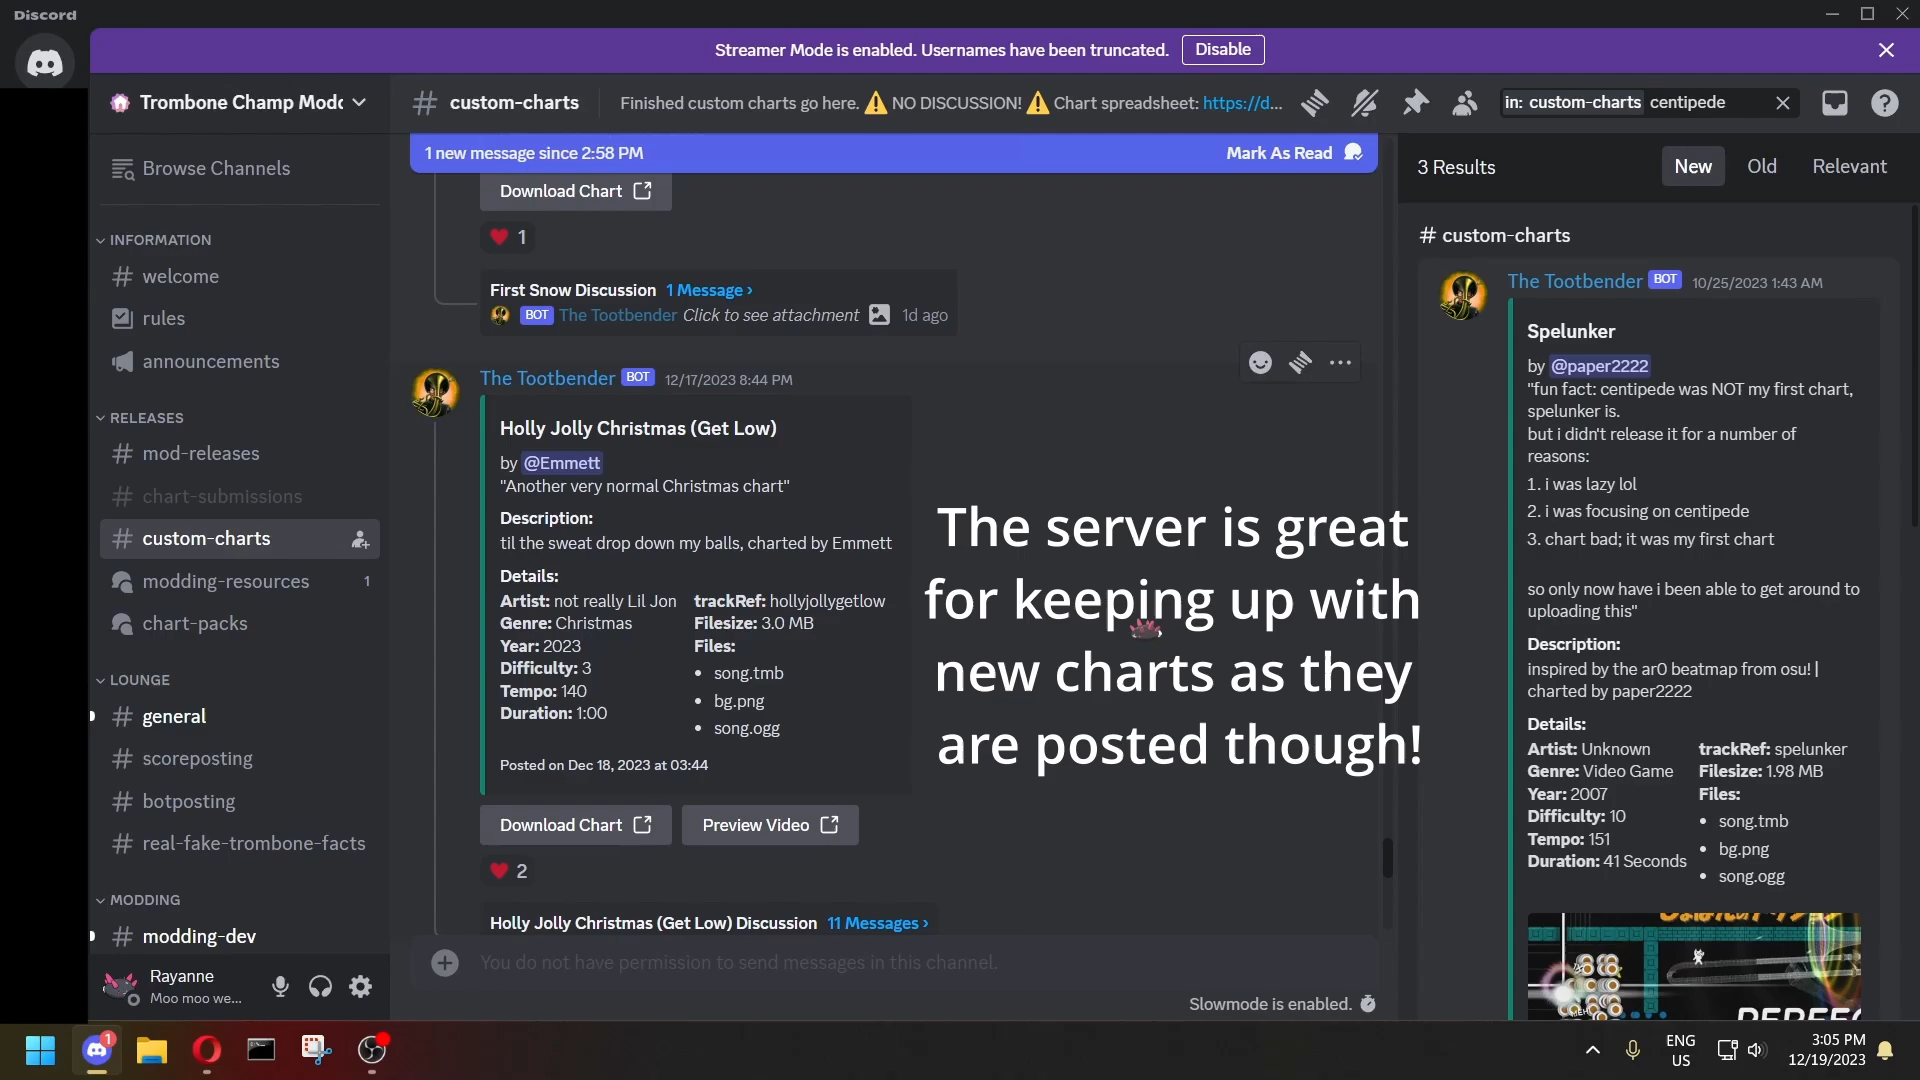 Discord
Streamer Mode is enabled. Usernames have been truncated.
Disable
Trombone Champ Modd
custom-charts
Finished custom charts go here. ⚠️ NO DISCUSSION! ⚠️ Chart spreadsheet: https://d...
in: custom-charts centipede
Browse Channels
INFORMATION
welcome
rules
announcements
RELEASES
mod-releases
chart-submissions
custom-charts
modding-resources
1
chart-packs
LOUNGE
general
scoreposting
botposting
real-fake-trombone-facts
MODDING
modding-dev
Rayanne
Moo moo we...
1 new message since 2:58 PM
Mark As Read
Download Chart
1
First Snow Discussion 1 Message ›
BOT The Tootbender Click to see attachment 1d ago
The Tootbender BOT 12/17/2023 8:44 PM
Holly Jolly Christmas (Get Low)
by @Emmett
"Another very normal Christmas chart"
Description:
til the sweat drop down my balls, charted by Emmett
Details:
Artist: not really Lil Jon
Genre: Christmas
Year: 2023
Difficulty: 3
Tempo: 140
Duration: 1:00
trackRef: hollyjollygetlow
Filesize: 3.0 MB
Files:
• song.tmb
• bg.png
• song.ogg
Posted on Dec 18, 2023 at 03:44
Download Chart
Preview Video
2
Holly Jolly Christmas (Get Low) Discussion 11 Messages ›
You do not have permission to send messages in this channel.
Slowmode is enabled.
The server is great
for keeping up with
new charts as they
are posted though!
3 Results
New
Old
Relevant
# custom-charts
The Tootbender BOT 10/25/2023 1:43 AM
Spelunker
by @paper2222
"fun fact: centipede was NOT my first chart,
spelunker is.
but i didn't release it for a number of
reasons:
1. i was lazy lol
2. i was focusing on centipede
3. chart bad; it was my first chart
so only now have i been able to get around to
uploading this"
Description:
inspired by the ar0 beatmap from osu! |
charted by paper2222
Details:
Artist: Unknown
Genre: Video Game
Year: 2007
Difficulty: 10
Tempo: 151
Duration: 41 Seconds
trackRef: spelunker
Filesize: 1.98 MB
Files:
• song.tmb
• bg.png
• song.ogg
MEH
PERFEC
1
ENG
US
3:05 PM
12/19/2023